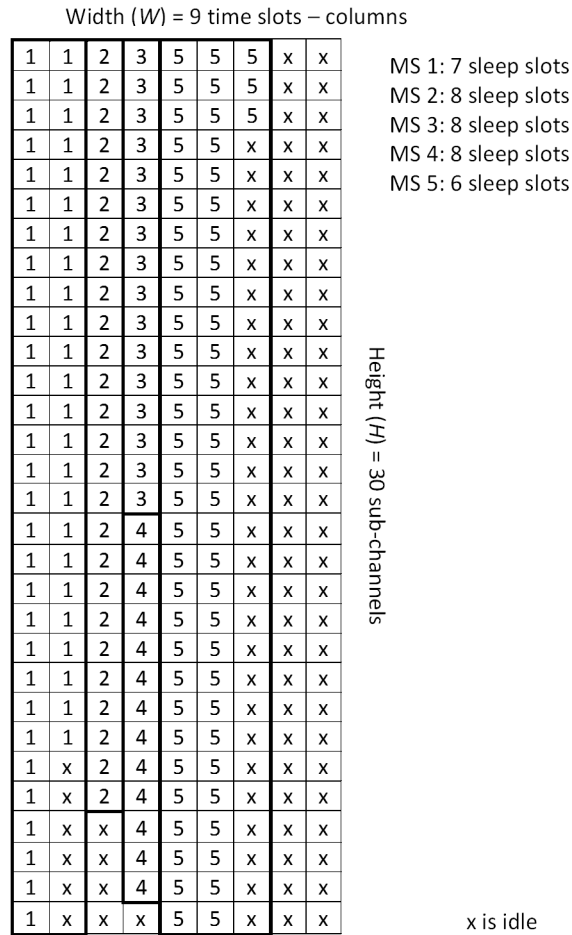 Width (W) = 9 time slots – columns
1 1 2 3 5 5 5 x x
1 1 2 3 5 5 5 x x
1 1 2 3 5 5 5 x x
1 1 2 3 5 5 x x x
1 1 2 3 5 5 x x x
1 1 2 3 5 5 x x x
1 1 2 3 5 5 x x x
1 1 2 3 5 5 x x x
1 1 2 3 5 5 x x x
1 1 2 3 5 5 x x x
1 1 2 3 5 5 x x x
1 1 2 3 5 5 x x x
1 1 2 3 5 5 x x x
1 1 2 3 5 5 x x x
1 1 2 3 5 5 x x x
1 1 2 3 5 5 x x x
1 1 2 4 5 5 x x x
1 1 2 4 5 5 x x x
1 1 2 4 5 5 x x x
1 1 2 4 5 5 x x x
1 1 2 4 5 5 x x x
1 1 2 4 5 5 x x x
1 1 2 4 5 5 x x x
1 1 2 4 5 5 x x x
1 x 2 4 5 5 x x x
1 x 2 4 5 5 x x x
1 x x 4 5 5 x x x
1 x x 4 5 5 x x x
1 x x 4 5 5 x x x
1 x x x 5 5 x x x
MS 1: 7 sleep slots
MS 2: 8 sleep slots
MS 3: 8 sleep slots
MS 4: 8 sleep slots
MS 5: 6 sleep slots
Height (H) = 30 sub-channels
x is idle